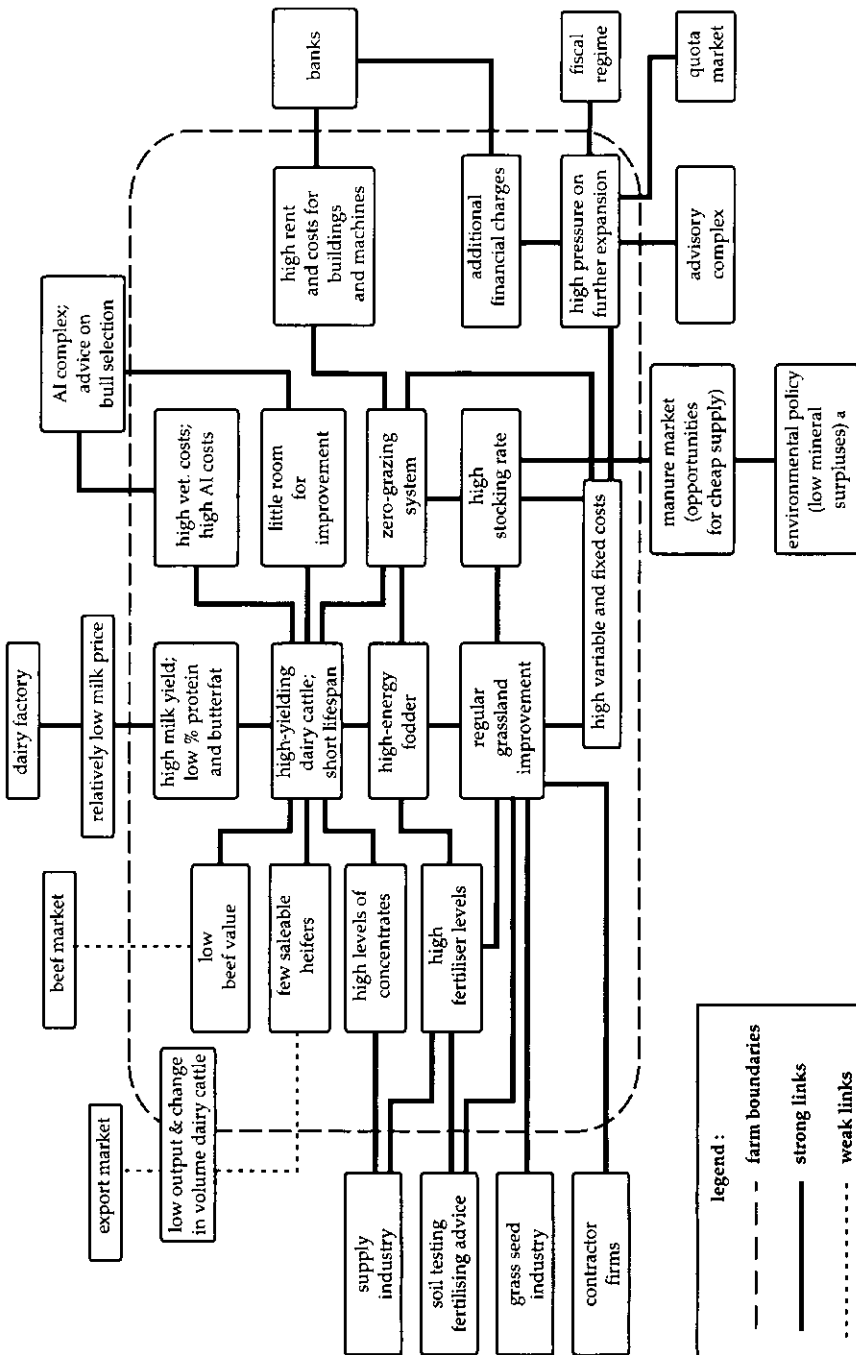 export market
low output & change
in volume dairy cattle
beef market
dairy factory
relatively low milk price
AI complex;
advice on
bull selection
low
beef value
few saleable
heifers
high levels of
concentrates
high
fertiliser levels
high milk yield;
low % protein
and butterfat
high-yielding
dairy cattle;
short lifespan
high-energy
fodder
regular
grassland
improvement
high vet. costs;
high AI costs
little room
for
improvement
zero-grazing
system
high
stocking rate
high variable and fixed costs
high rent
and costs for
buildings
and machines
additional
financial charges
high pressure on
further expansion
banks
fiscal
regime
quota
market
advisory
complex
manure market
(opportunities
for cheap supply)
environmental policy
(low mineral
surpluses) a
supply
industry
soil testing
fertilising advice
grass seed
industry
contractor
firms
legend :
farm boundaries
strong links
weak links